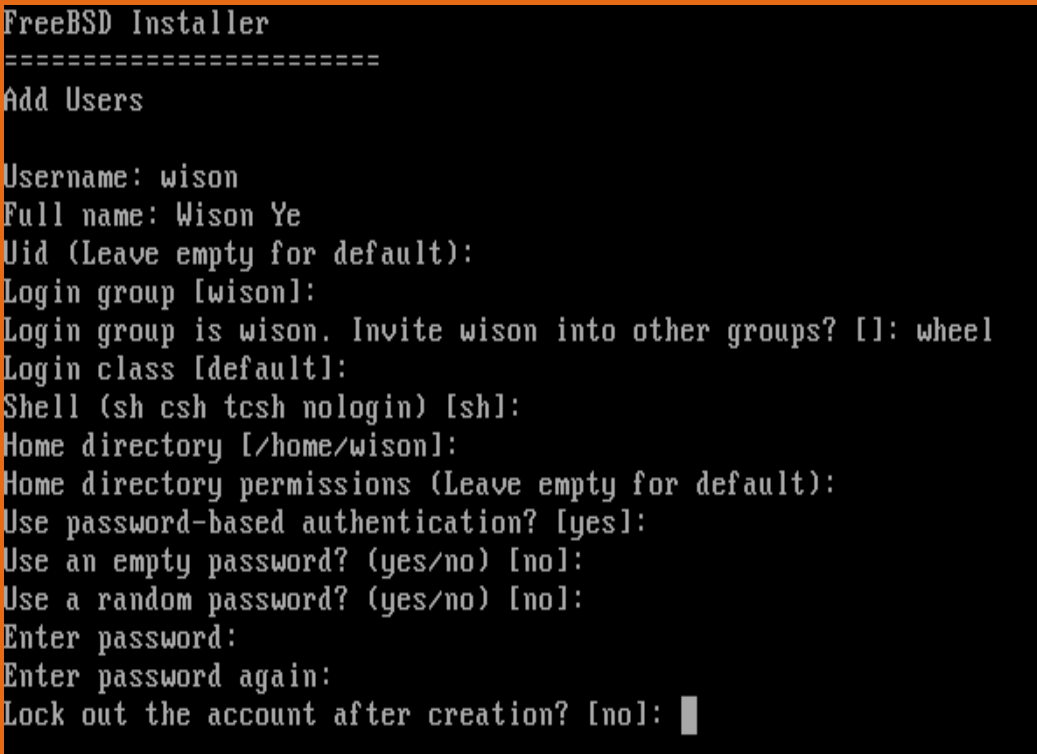 FreeBSD Installer
========================
Add Users
Username: wison
Full name: Wison Ye
Uid (Leave empty for default):
Login group [wison]:
Login group is wison. Invite wison into other groups? []: wheel
Login class [default]:
Shell (sh csh tcsh nologin) [sh]:
Home directory [/home/wison]:
Home directory permissions (Leave empty for default):
Use password-based authentication? [yes]:
Use an empty password? (yes/no) [no]:
Use a random password? (yes/no) [no]:
Enter password:
Enter password again:
Lock out the account after creation? [no]: